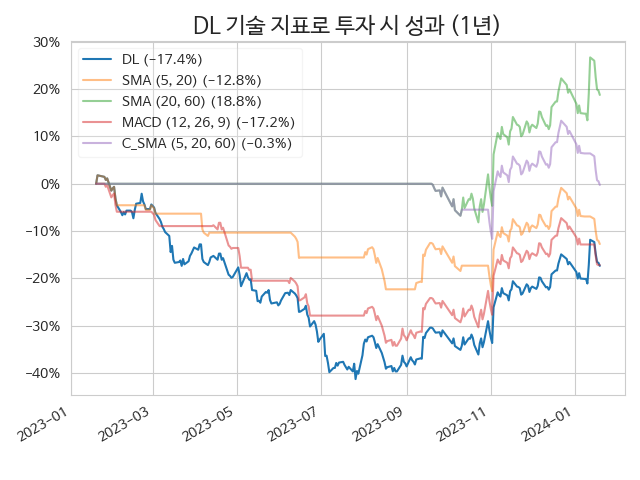 DL 기술 지표로 투자 시 성과 (1년)
30%
20%
10%
0%
−10%
−20%
−30%
−40%
DL (−17.4%)
SMA (5, 20) (−12.8%)
SMA (20, 60) (18.8%)
MACD (12, 26, 9) (−17.2%)
C_SMA (5, 20, 60) (−0.3%)
2023−01
2023−03
2023−05
2023−07
2023−09
2023−11
2024−01